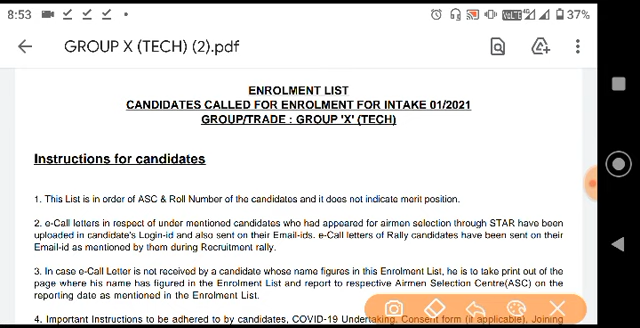 8:53
VoLTE 4G 37%
GROUP X (TECH) (2).pdf
ENROLMENT LIST
CANDIDATES CALLED FOR ENROLMENT FOR INTAKE 01/2021
GROUP/TRADE : GROUP 'X' (TECH)
Instructions for candidates
1. This List is in order of ASC & Roll Number of the candidates and it does not indicate merit position.
2. e-Call letters in respect of under mentioned candidates who had appeared for airmen selection through STAR have been
uploaded in candidate's Login-id and also sent on their Email-ids. e-Call letters of Rally candidates have been sent on their
Email-id as mentioned by them during Recruitment rally.
3. In case e-Call Letter is not received by a candidate whose name figures in this Enrolment List, he is to take print out of the
page where his name has figured in the Enrolment List and report to respective Airmen Selection Centre(ASC) on the
reporting date as mentioned in the Enrolment List.
4. Important Instructions to be adhered to by candidates, COVID-19 Undertaking, Consent form (if applicable), Joining